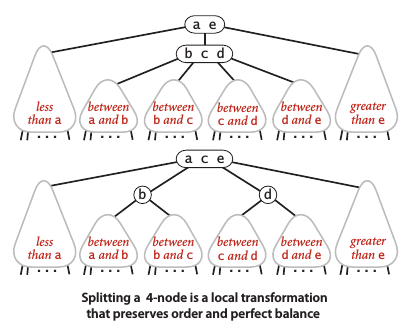 a e
b c d
less
than a
between
a and b
between
b and c
between
c and d
between
d and e
greater
than e
. . .
. . .
. . .
. . .
. . .
. . .
a c e
b
d
less
than a
between
a and b
between
b and c
between
c and d
between
d and e
greater
than e
. . .
. . .
. . .
. . .
. . .
. . .
Splitting a 4-node is a local transformation
that preserves order and perfect balance